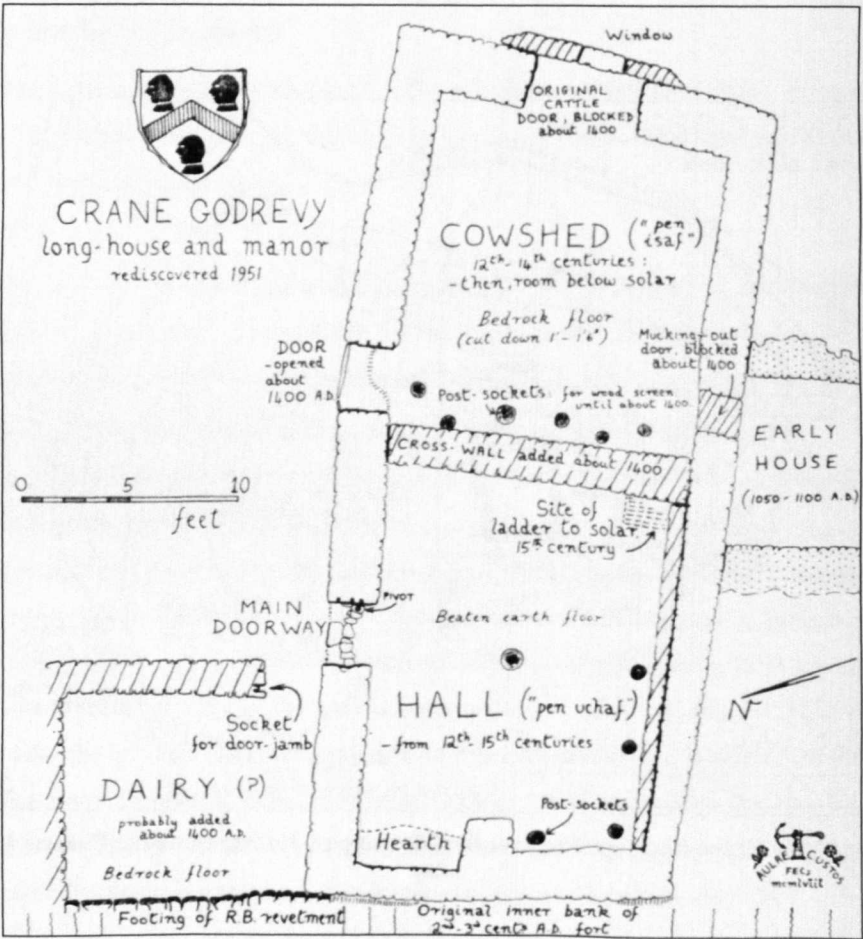 Window
ORIGINAL
CATTLE
DOOR, BLOCKED
about 1400
CRANE GODREVY
long-house and manor
rediscovered 1951
COWSHED ("pen
isaf")
12th-14th centuries:
-then, room below solar
Bedrock floor
(cut down 1'-1'6")
Mucking-out
door, blocked
about 1400
DOOR
-opened
about
1400 A.D.
Post-sockets: for wood screen
until about 1400
CROSS-WALL added about 1400
EARLY
HOUSE
(1050-1100 A.D.)
0 5 10
feet
Site of
ladder to solar,
15th century
PIVOT
MAIN
DOORWAY
Beaten earth floor
N
Socket
for door-jamb
HALL ("pen uchaf")
-from 12th-15th centuries
DAIRY (?)
probably added
about 1400 A.D.
Bedrock floor
Post-sockets
Hearth
CUSTOS
FEC,
mcmlviii
Footing of R.B. revetment
Original inner bank of
2nd-3d cents A.D. fort